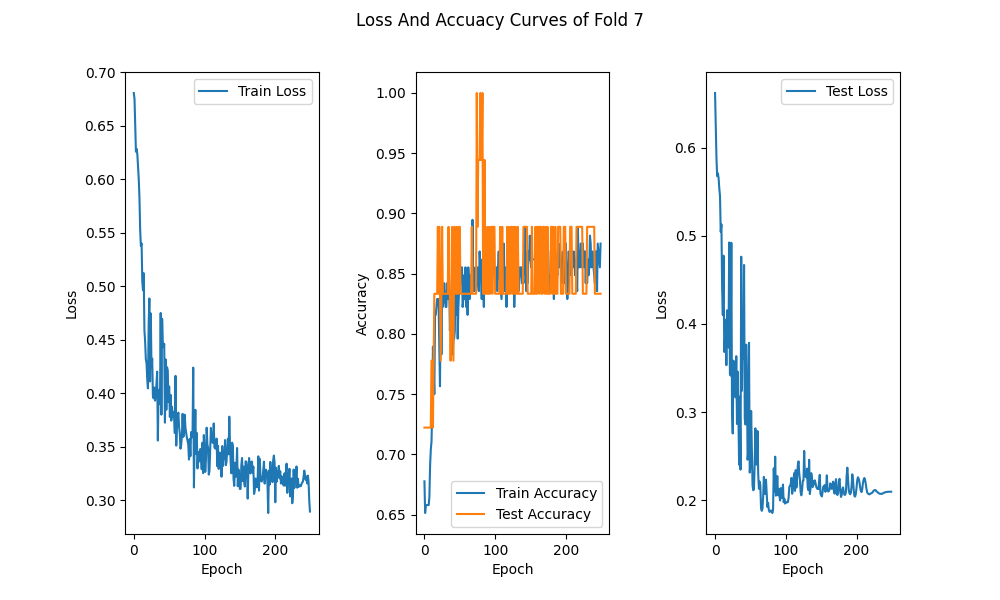 Loss And Accuacy Curves of Fold 7
Train Loss
0.70
0.65
0.60
0.55
0.50
0.45
0.40
0.35
0.30
Loss
0 100 200
Epoch
1.00
0.95
0.90
0.85
0.80
0.75
0.70
0.65
Accuracy
Train Accuracy
Test Accuracy
0 100 200
Epoch
Test Loss
0.6
0.5
0.4
0.3
0.2
Loss
0 100 200
Epoch